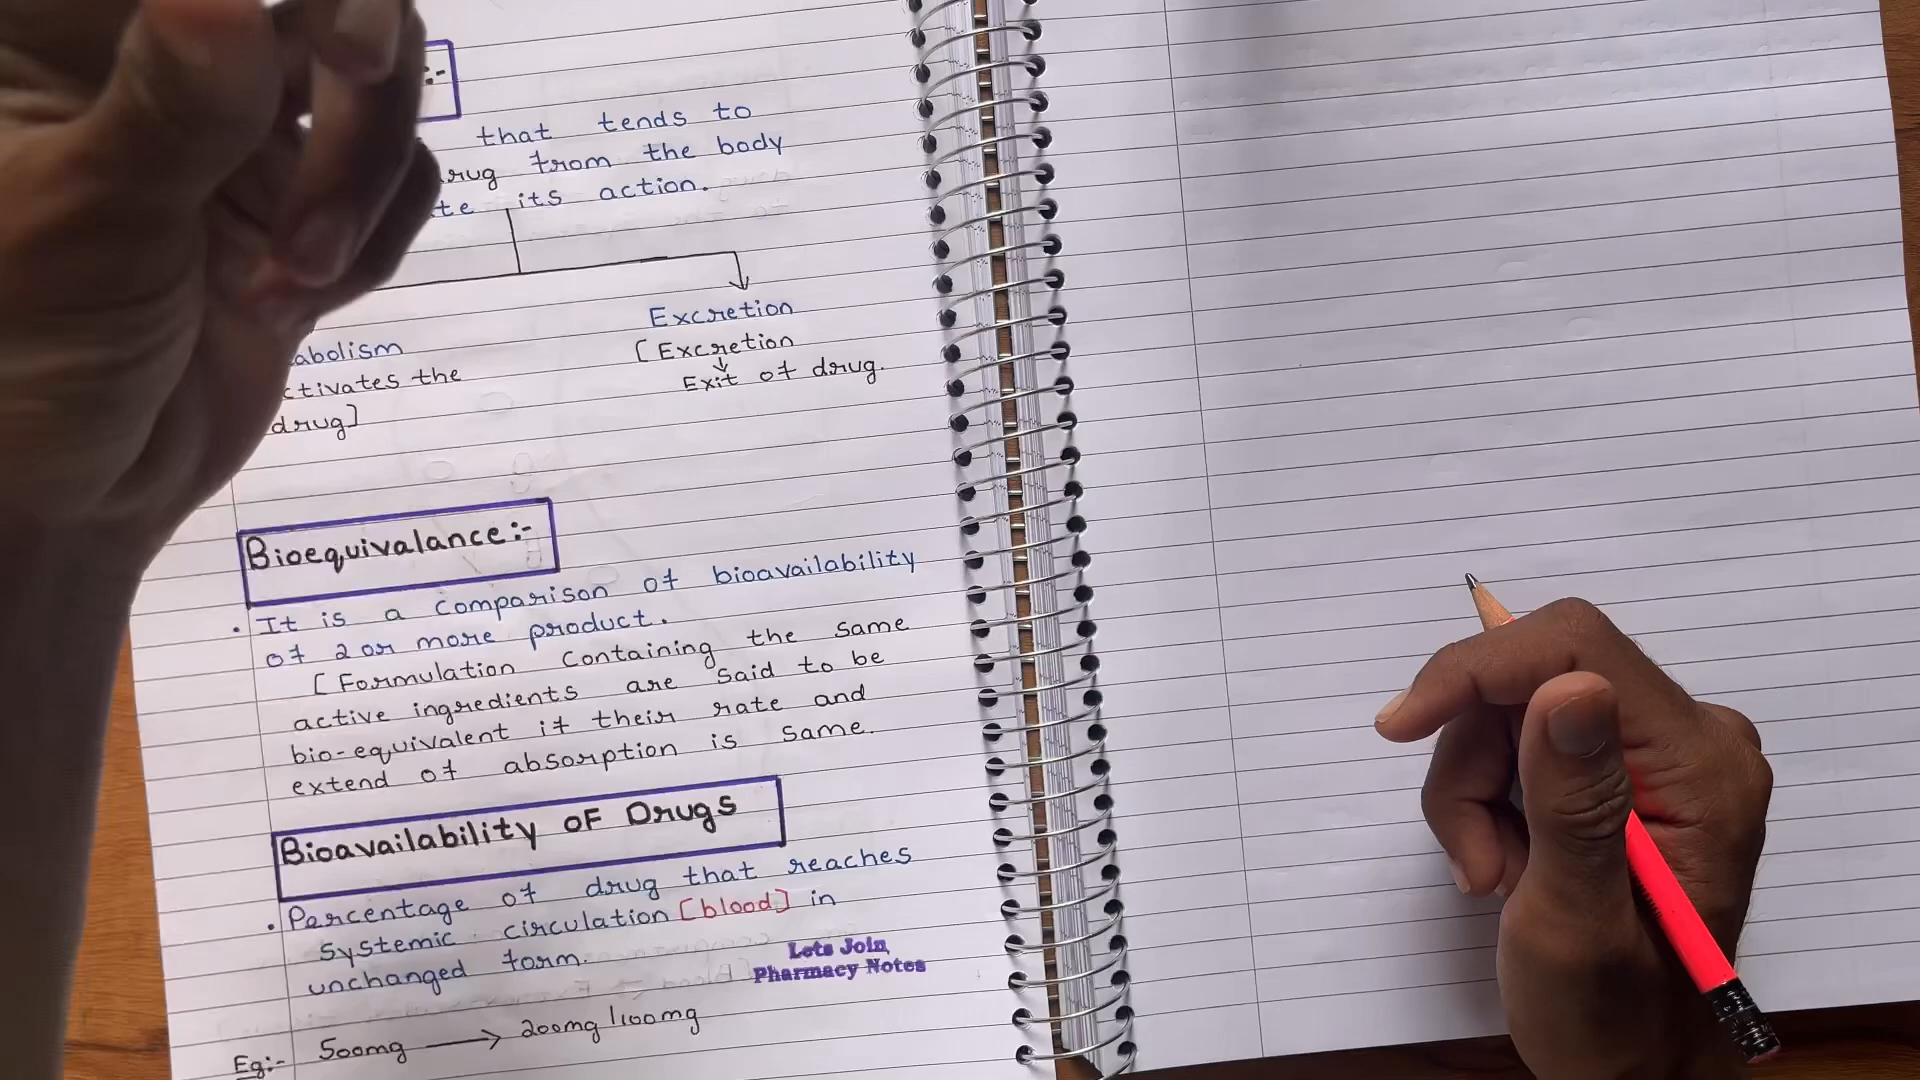 :-
that tends to
rug from the body
te its action.
Excretion
[Excretion
↓
Exit of drug.
abolism
ctivates the
drug]
Bioequivalance:-
• It is a comparison of bioavailability
of 2 or more product.
[Formulation containing the same
active ingredients are said to be
bio-equivalent if their rate and
extend of absorption is same.
Bioavailability of Drugs
• Percentage of drug that reaches
systemic circulation [blood] in
unchanged form.
Lets Join,
Pharmacy Notes
Eg:- 500mg → 200mg 1100mg